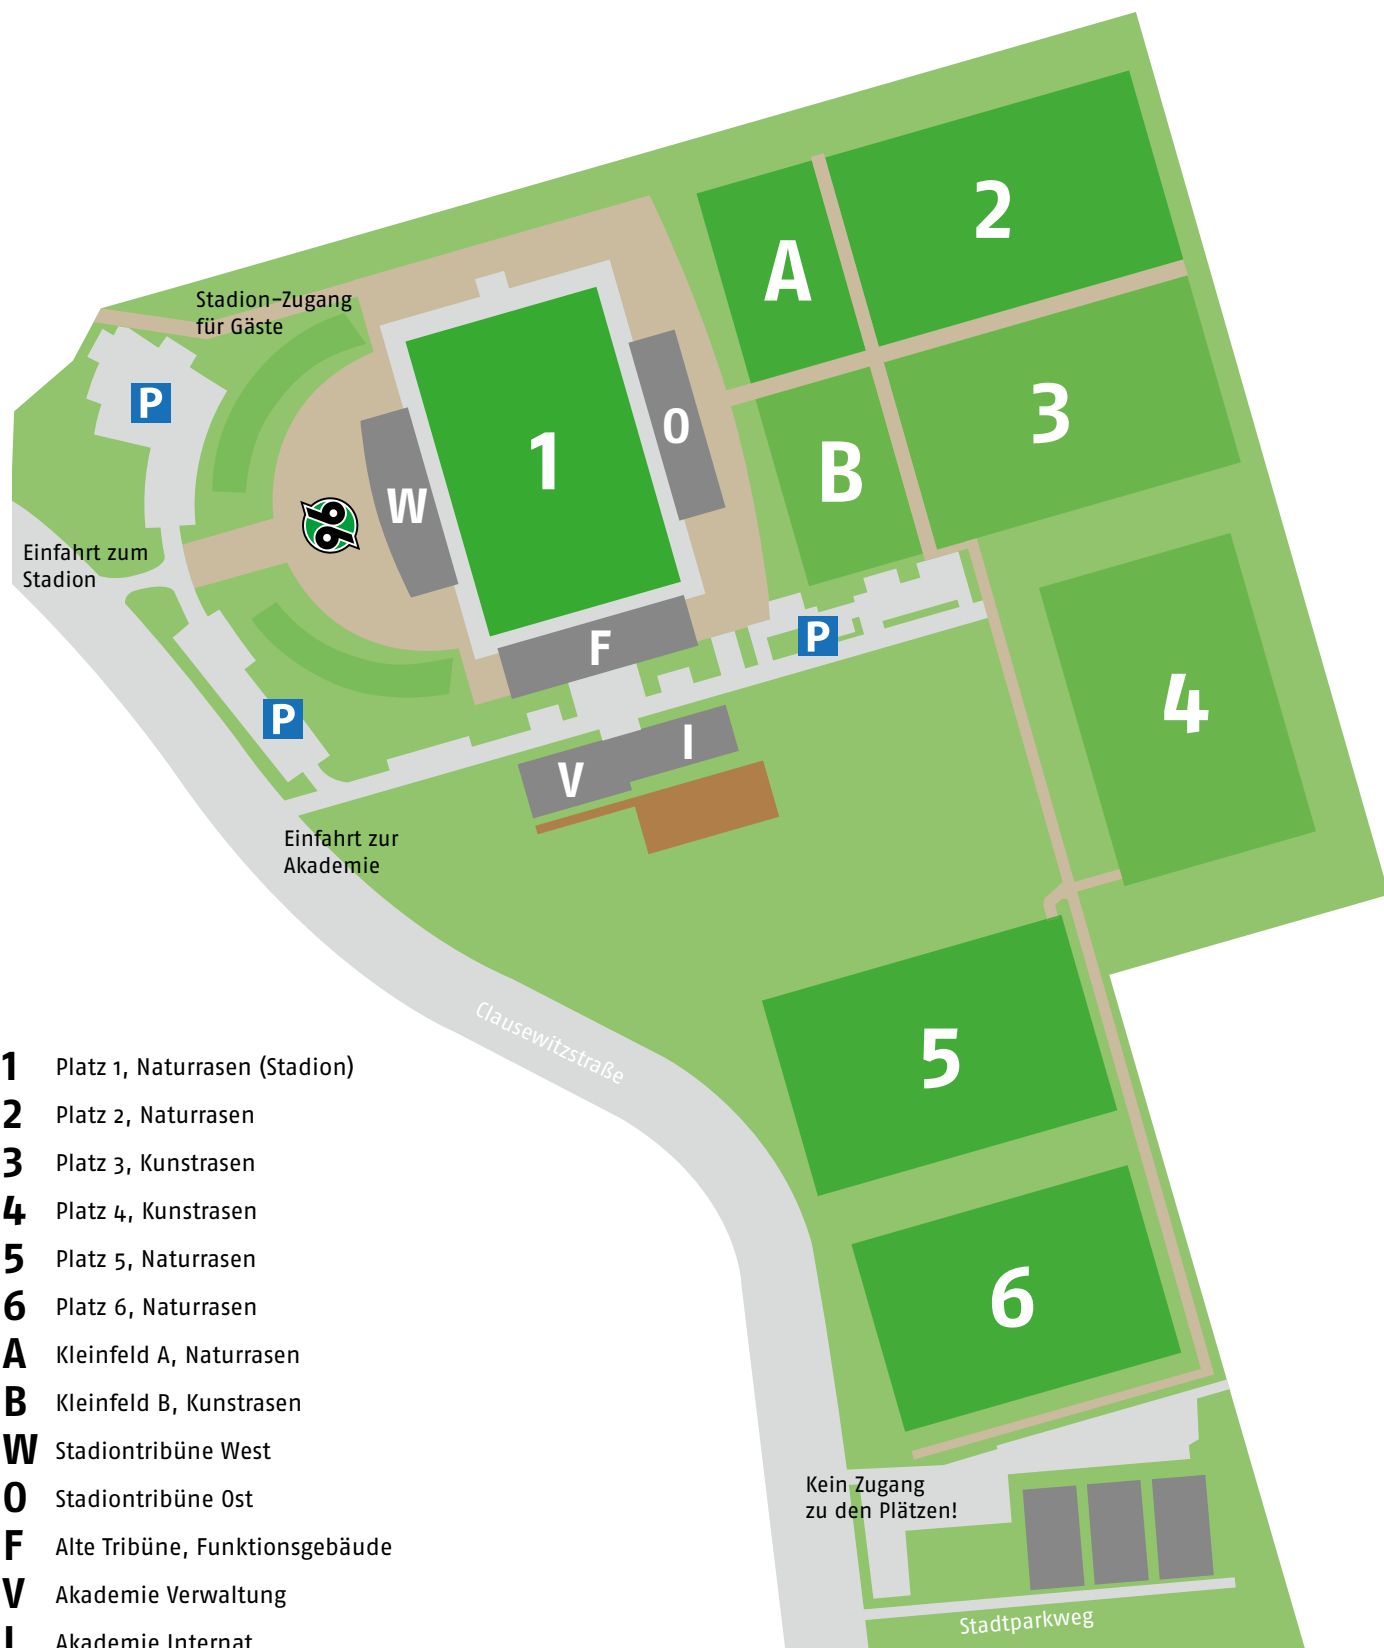 2
A
Stadion-Zugang
für Gäste
P
3
O
1
B
W
96
Einfahrt zum
Stadion
F
P
4
P
I
V
Einfahrt zur
Akademie
Clausewitzstraße
5
6
Kein Zugang
zu den Plätzen!
Stadtparkweg
1 Platz 1, Naturrasen (Stadion)
2 Platz 2, Naturrasen
3 Platz 3, Kunstrasen
4 Platz 4, Kunstrasen
5 Platz 5, Naturrasen
6 Platz 6, Naturrasen
A Kleinfeld A, Naturrasen
B Kleinfeld B, Kunstrasen
W Stadiontribüne West
O Stadiontribüne Ost
F Alte Tribüne, Funktionsgebäude
V Akademie Verwaltung
I Akademie Internat